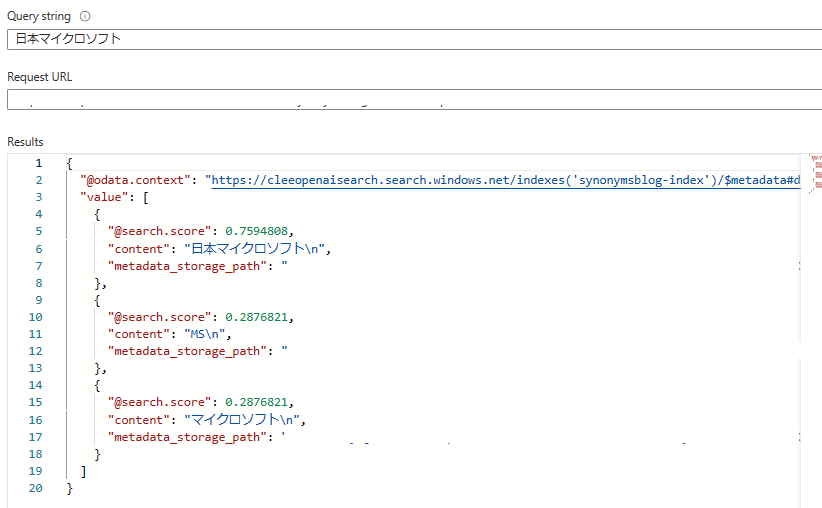 Query string
日本マイクロソフト
Request URL
Results
1 {
2 "@odata.context": "https://cleeopenaisearch.search.windows.net/indexes('synonymsblog-index')/$metadata#d
3 "value": [
4 {
5 "@search.score": 0.7594808,
6 "content": "日本マイクロソフト\n",
7 "metadata_storage_path": "
8 },
9 {
10 "@search.score": 0.2876821,
11 "content": "MS\n",
12 "metadata_storage_path": "
13 },
14 {
15 "@search.score": 0.2876821,
16 "content": "マイクロソフト\n",
17 "metadata_storage_path": "
18 }
19 ]
20 }